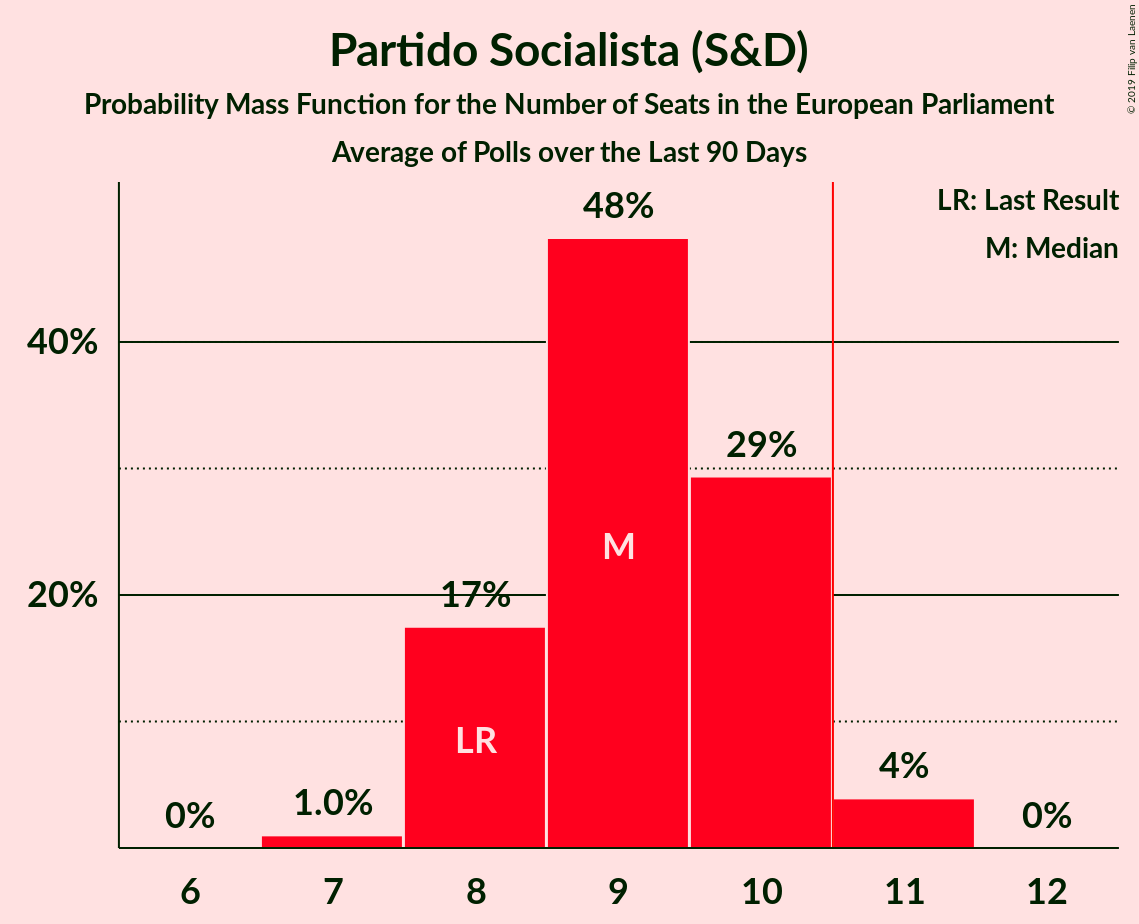 Partido Socialista (S&D)
Probability Mass Function for the Number of Seats in the European Parliament
Average of Polls over the Last 90 Days
© 2019 Filip van Laenen
LR: Last Result
M: Median
48%
40%
29%
M
20%
17%
LR
4%
1.0%
0%
0%
6 7 8 9 10 11 12